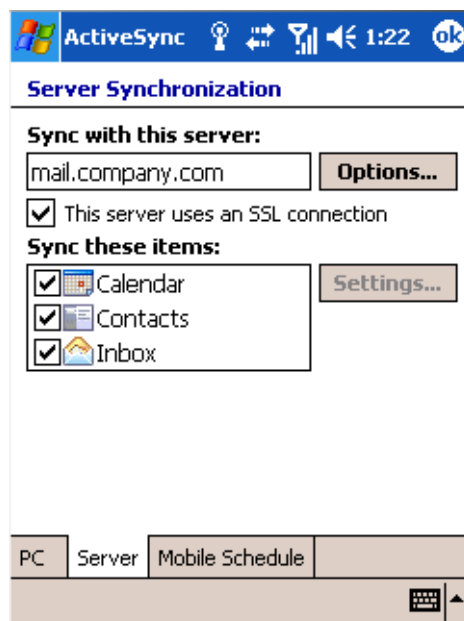 ActiveSync 1:22 ok
Server Synchronization
Sync with this server:
mail.company.com Options...
This server uses an SSL connection
Sync these items:
Calendar Settings...
Contacts
Inbox
PC Server Mobile Schedule